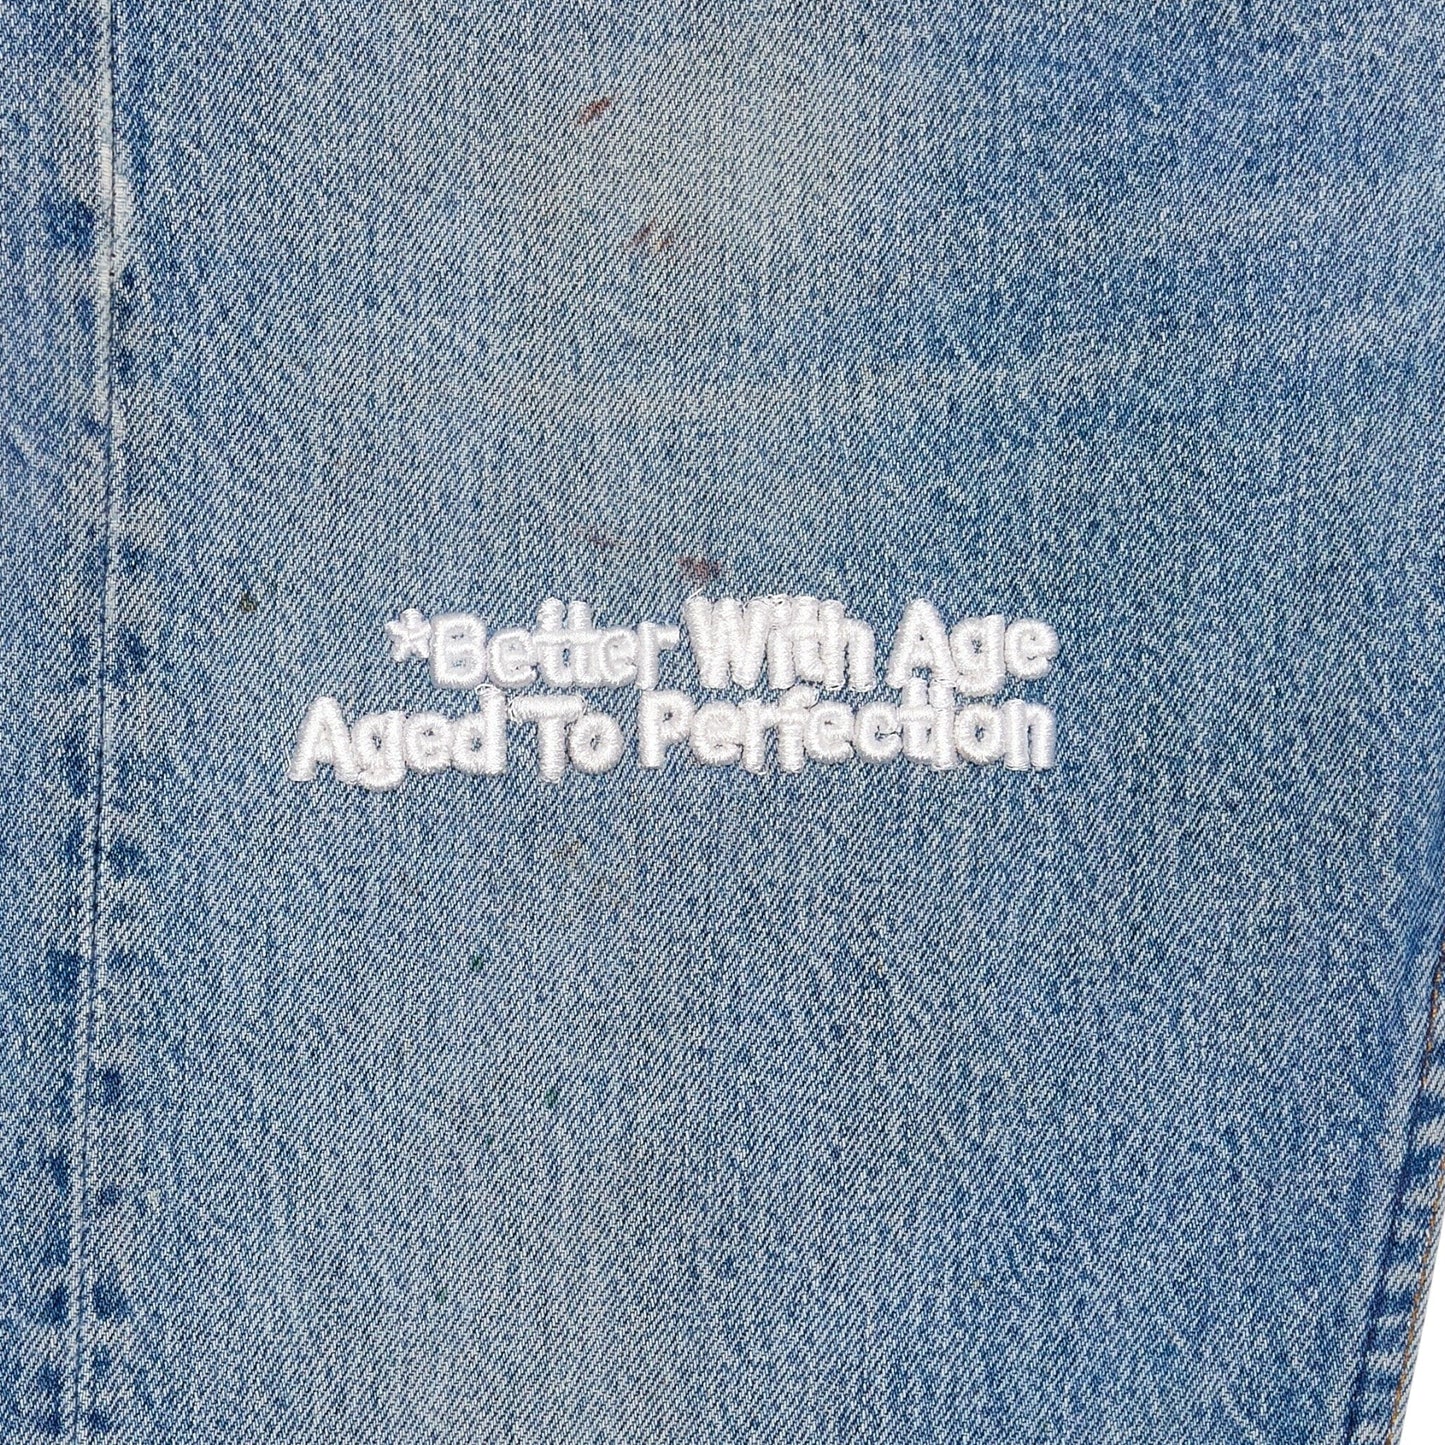 *Better With Age
Aged To Perfection